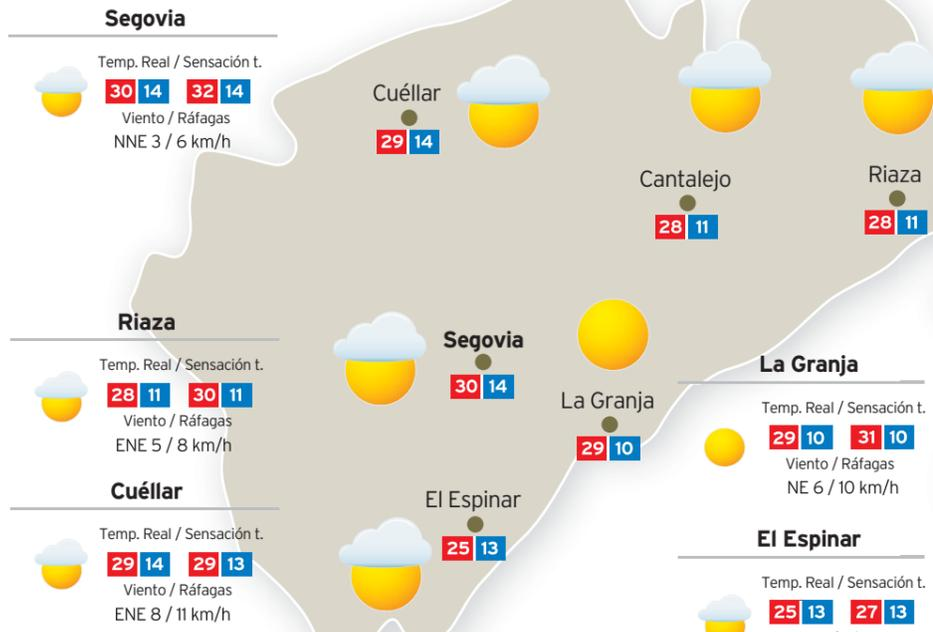 Segovia
Temp. Real / Sensación t.
30 14 32 14
Viento / Ráfagas
NNE 3 / 6 km/h
Cuéllar
29 14
Cantalejo
28 11
Riaza
28 11
Riaza
Temp. Real / Sensación t.
28 11 30 11
Viento / Ráfagas
ENE 5 / 8 km/h
Segovia
30 14
La Granja
29 10
La Granja
Temp. Real / Sensación t.
29 10 31 10
Viento / Ráfagas
NE 6 / 10 km/h
Cuéllar
Temp. Real / Sensación t.
29 14 29 13
Viento / Ráfagas
ENE 8 / 11 km/h
El Espinar
25 13
El Espinar
Temp. Real / Sensación t.
25 13 27 13